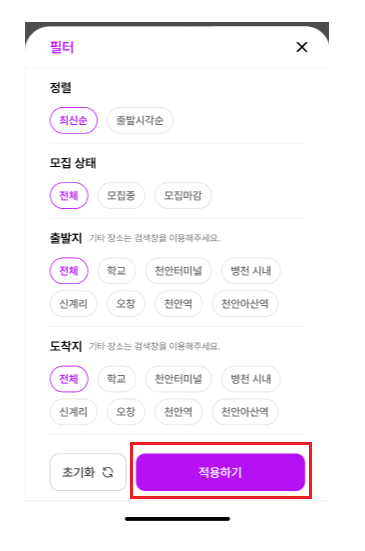 필터
정렬
최신순 출발시각순
모집 상태
전체 모집중 모집마감
출발지 기타 장소는 검색창을 이용해주세요.
전체 학교 천안터미널 병천 시내
신계리 오창 천안역 천안아산역
도착지 기타 장소는 검색창을 이용해주세요.
전체 학교 천안터미널 병천 시내
신계리 오창 천안역 천안아산역
초기화 적용하기